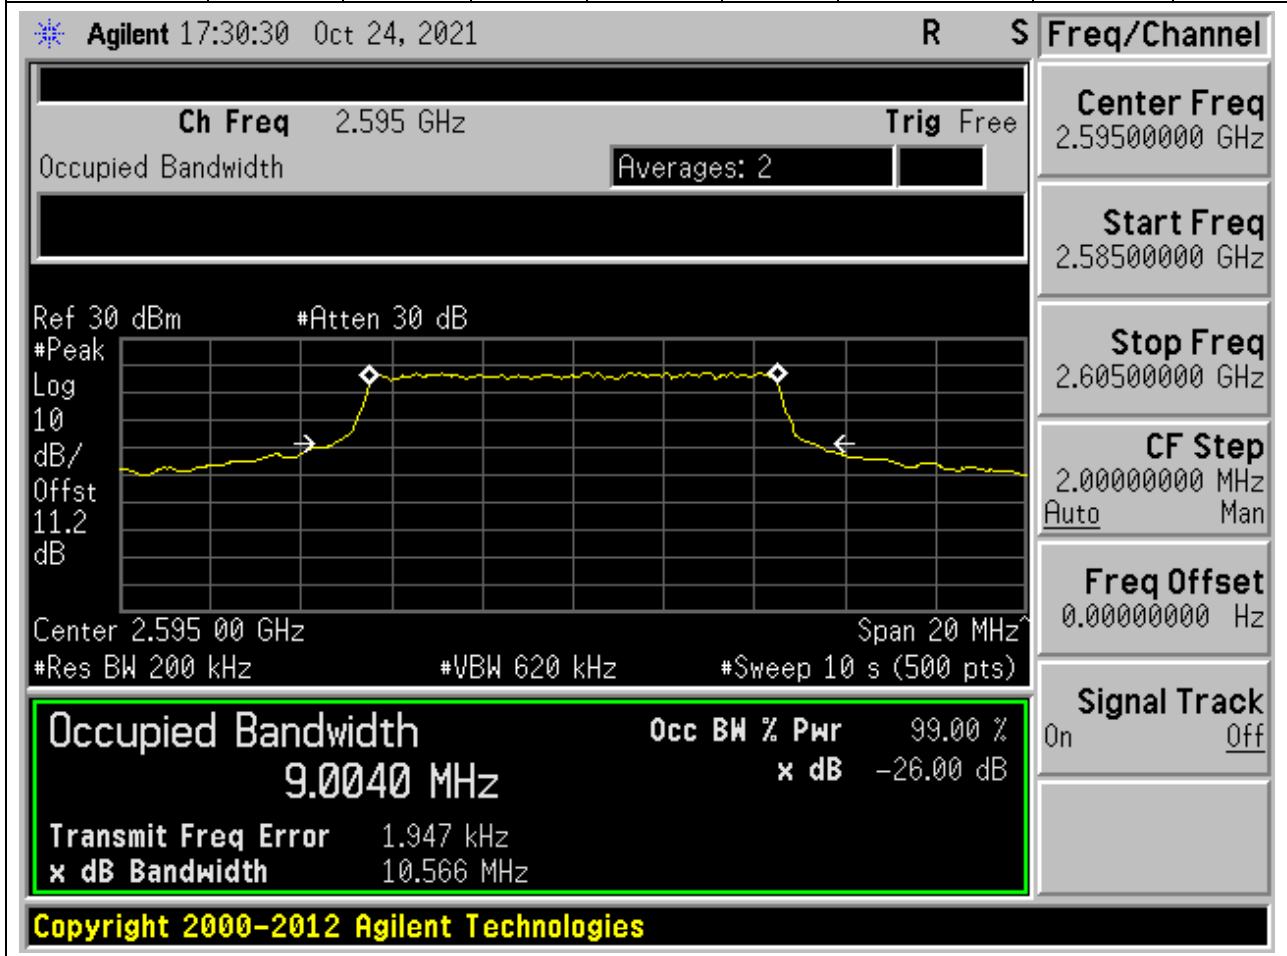 Agilent 17:30:30 Oct 24, 2021 R S
Freq/Channel
Ch Freq 2.595 GHz Trig Free
Occupied Bandwidth Averages: 2
Ref 30 dBm #Atten 30 dB
#Peak
Log
10
dB/
Offst
11.2
dB
Center 2.595 00 GHz Span 20 MHz^
#Res BW 200 kHz #VBW 620 kHz #Sweep 10 s (500 pts)
Occupied Bandwidth Occ BW % Pwr 99.00 %
9.0040 MHz x dB -26.00 dB
Transmit Freq Error 1.947 kHz
x dB Bandwidth 10.566 MHz
Copyright 2000-2012 Agilent Technologies
Center Freq
2.59500000 GHz
Start Freq
2.58500000 GHz
Stop Freq
2.60500000 GHz
CF Step
2.00000000 MHz
Auto Man
Freq Offset
0.00000000 Hz
Signal Track
On Off